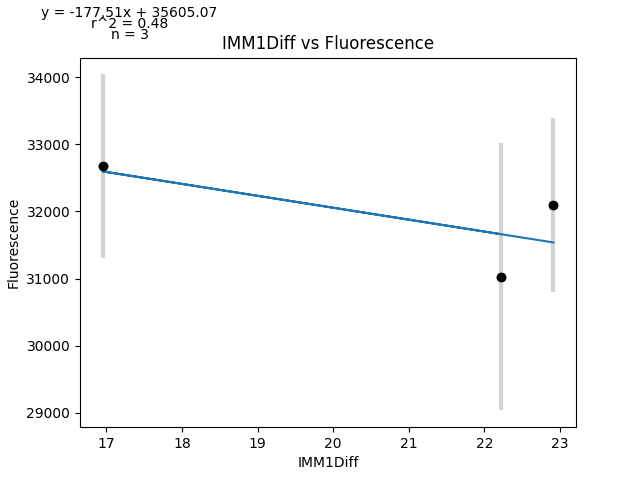 y = -177.51x + 35605.07
r^2 = 0.48
n = 3
IMM1Diff vs Fluorescence
34000
33000
32000
31000
30000
29000
Fluorescence
17 18 19 20 21 22 23
IMM1Diff